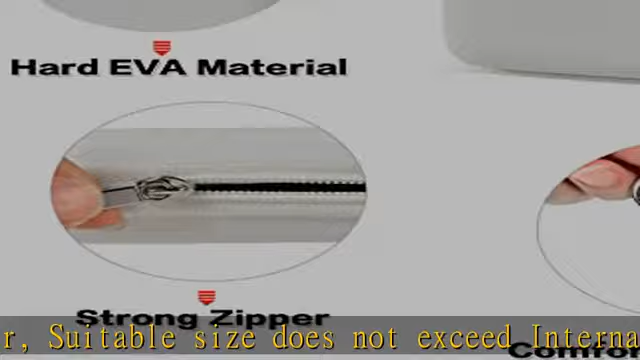 Hard EVA Material
Strong Zipper
r, Suitable size does not exceed Interna